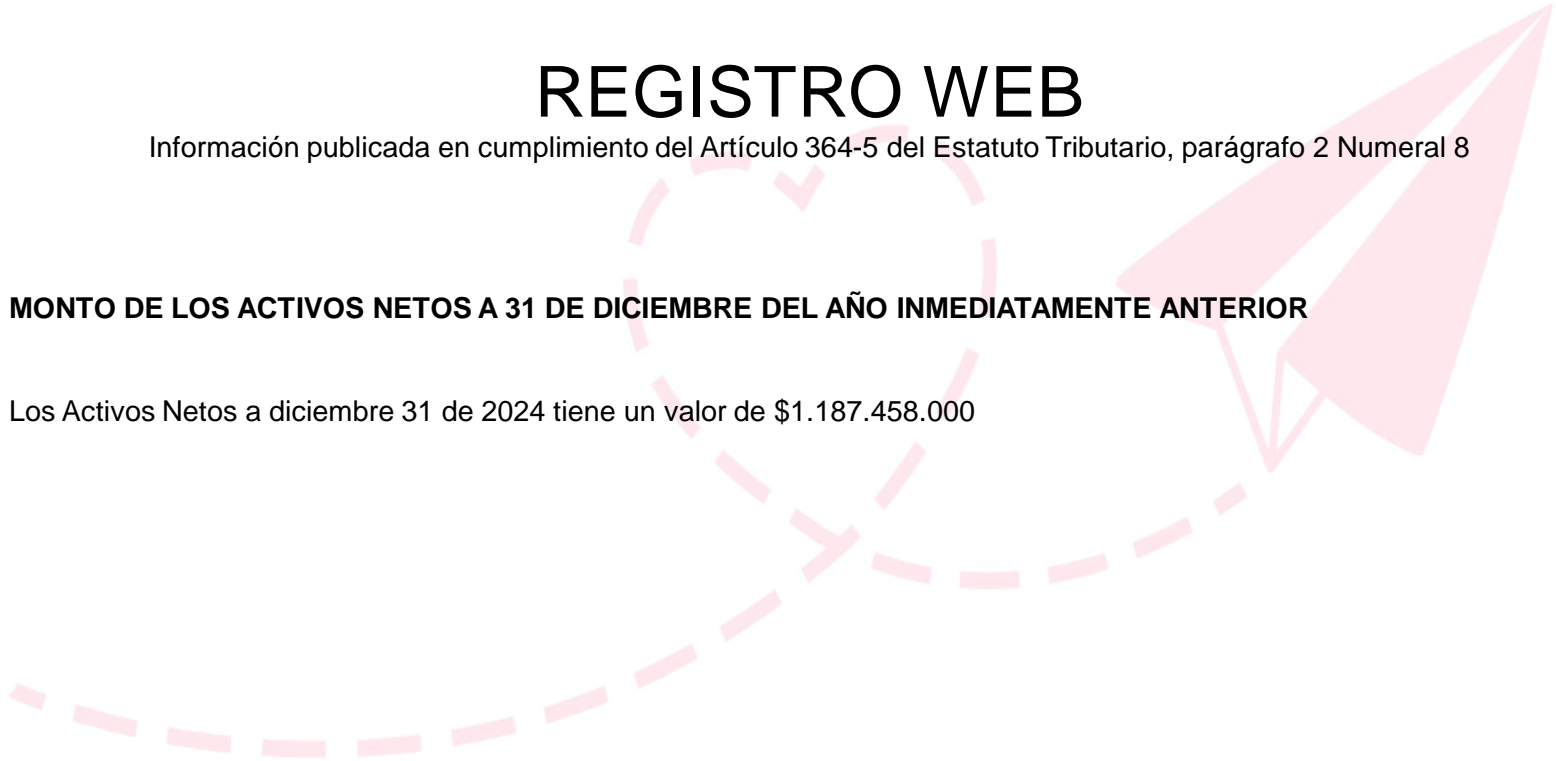 REGISTRO WEB
Información publicada en cumplimiento del Artículo 364-5 del Estatuto Tributario, parágrafo 2 Numeral 8
MONTO DE LOS ACTIVOS NETOS A 31 DE DICIEMBRE DEL AÑO INMEDIATAMENTE ANTERIOR
Los Activos Netos a diciembre 31 de 2024 tiene un valor de $1.187.458.000